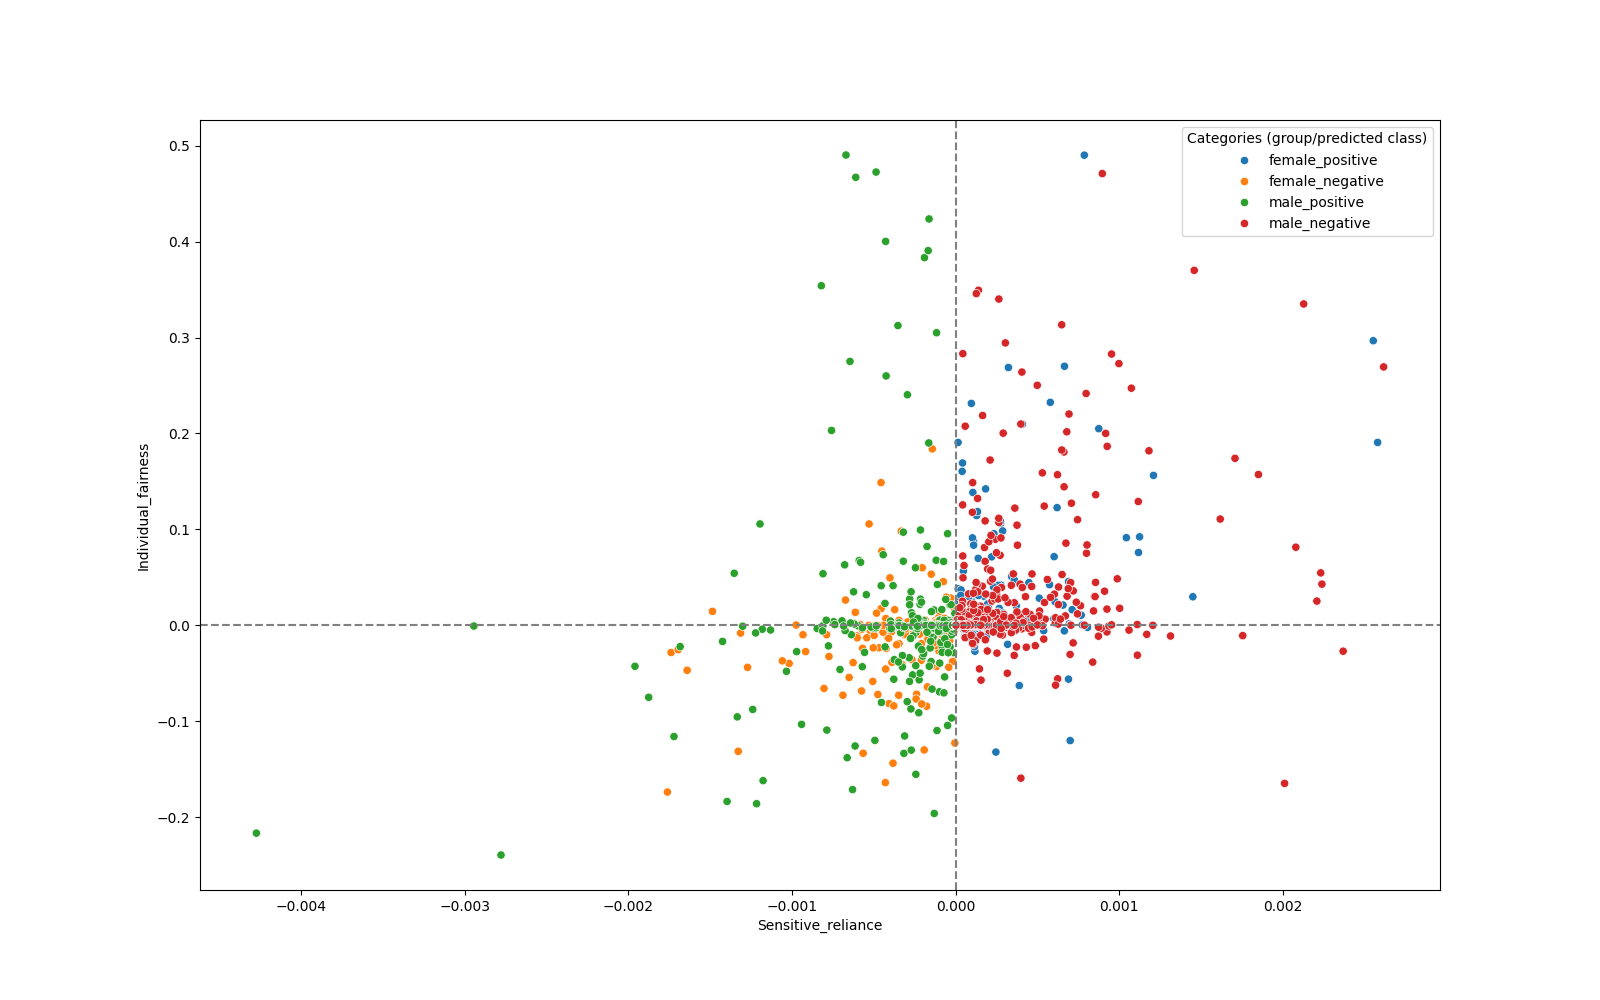 Categories (group/predicted class)
female_positive
female_negative
male_positive
male_negative
0.5
0.4
0.3
0.2
0.1
0.0
−0.1
−0.2
Individual_fairness
−0.004
−0.003
−0.002
−0.001
0.000
0.001
0.002
Sensitive_reliance